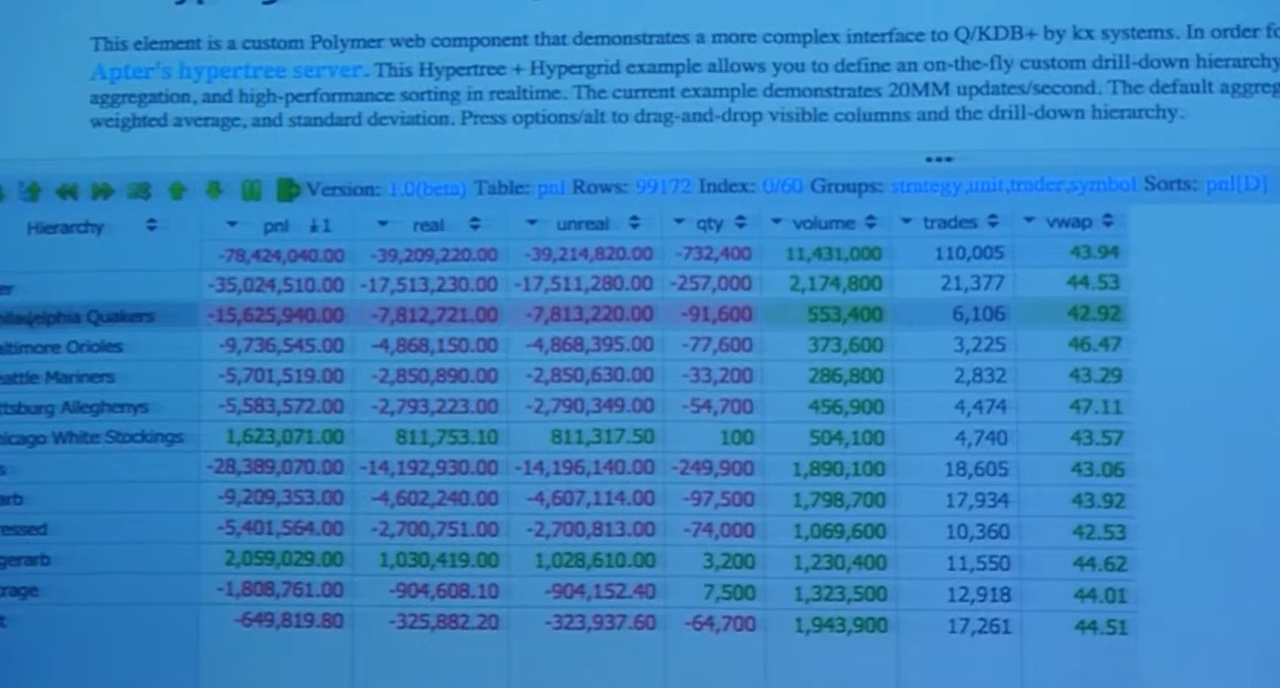 This element is a custom Polymer web component that demonstrates a more complex interface to Q/KDB+ by kx systems. In order
Apter's hypertree server. This Hypertree + Hypergrid example allows you to define an on-the-fly custom drill-down hierarchy
aggregation, and high-performance sorting in realtime. The current example demonstrates 20MM updates/second. The default aggreg
weighted average, and standard deviation. Press options/alt to drag-and-drop visible columns and the drill-down hierarchy.
Version: 1.0(beta) Table: pnl Rows: 99172 Index: 0/60 Groups: strategy,unit,trader,symbol Sorts: pnl[D]
Hierarchy pnl 1 real unreal qty volume trades vwap
-78,424,040.00 -39,209,220.00 -39,214,820.00 -732,400 11,431,000 110,005 43.94
er -35,024,510.00 -17,513,230.00 -17,511,280.00 -257,000 2,174,800 21,377 44.53
iladelphia Quakers -15,625,940.00 -7,812,721.00 -7,813,220.00 -91,600 553,400 6,106 42.92
altimore Orioles -9,736,545.00 -4,868,150.00 -4,868,395.00 -77,600 373,600 3,225 46.47
eattle Mariners -5,701,519.00 -2,850,890.00 -2,850,630.00 -33,200 286,800 2,832 43.29
ttsburg Alleghenys -5,583,572.00 -2,793,223.00 -2,790,349.00 -54,700 456,900 4,474 47.11
hicago White Stockings 1,623,071.00 811,753.10 811,317.50 100 504,100 4,740 43.57
s -28,389,070.00 -14,192,930.00 -14,196,140.00 -249,900 1,890,100 18,605 43.06
arb -9,209,353.00 -4,602,240.00 -4,607,114.00 -97,500 1,798,700 17,934 43.92
essed -5,401,564.00 -2,700,751.00 -2,700,813.00 -74,000 1,069,600 10,360 42.53
gerarb 2,059,029.00 1,030,419.00 1,028,610.00 3,200 1,230,400 11,550 44.62
rage -1,808,761.00 -904,608.10 -904,152.40 7,500 1,323,500 12,918 44.01
t -649,819.80 -325,882.20 -323,937.60 -64,700 1,943,900 17,261 44.51